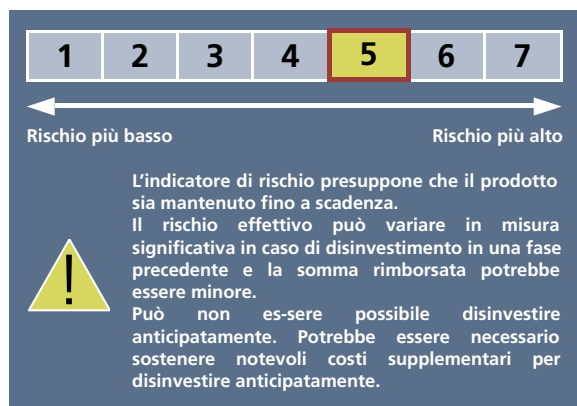 1 2 3 4 5 6 7
Rischio più basso Rischio più alto
L’indicatore di rischio presuppone che il prodotto
sia mantenuto fino a scadenza.
Il rischio effettivo può variare in misura
significativa in caso di disinvestimento in una fase
precedente e la somma rimborsata potrebbe
essere minore.
Può non es-sere possibile disinvestire
anticipatamente. Potrebbe essere necessario
sostenere notevoli costi supplementari per
disinvestire anticipatamente.
!